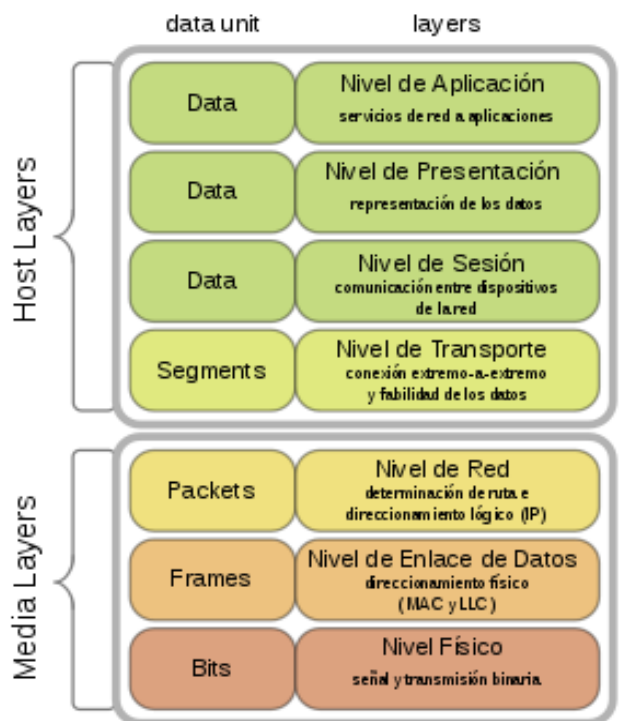 data unit layers
Host Layers
Data Nivel de Aplicación
servicios de red a aplicaciones
Data Nivel de Presentación
representación de los datos
Data Nivel de Sesión
comunicación entre dispositivos
de la red
Segments Nivel de Transporte
conexión extremo-a-extremo
y fabilidad de los datos
Media Layers
Packets Nivel de Red
determinación de ruta e
direccionamiento lógico (IP)
Frames Nivel de Enlace de Datos
direccionamiento físico
(MAC y LLC)
Bits Nivel Físico
señal y transmisión binaria